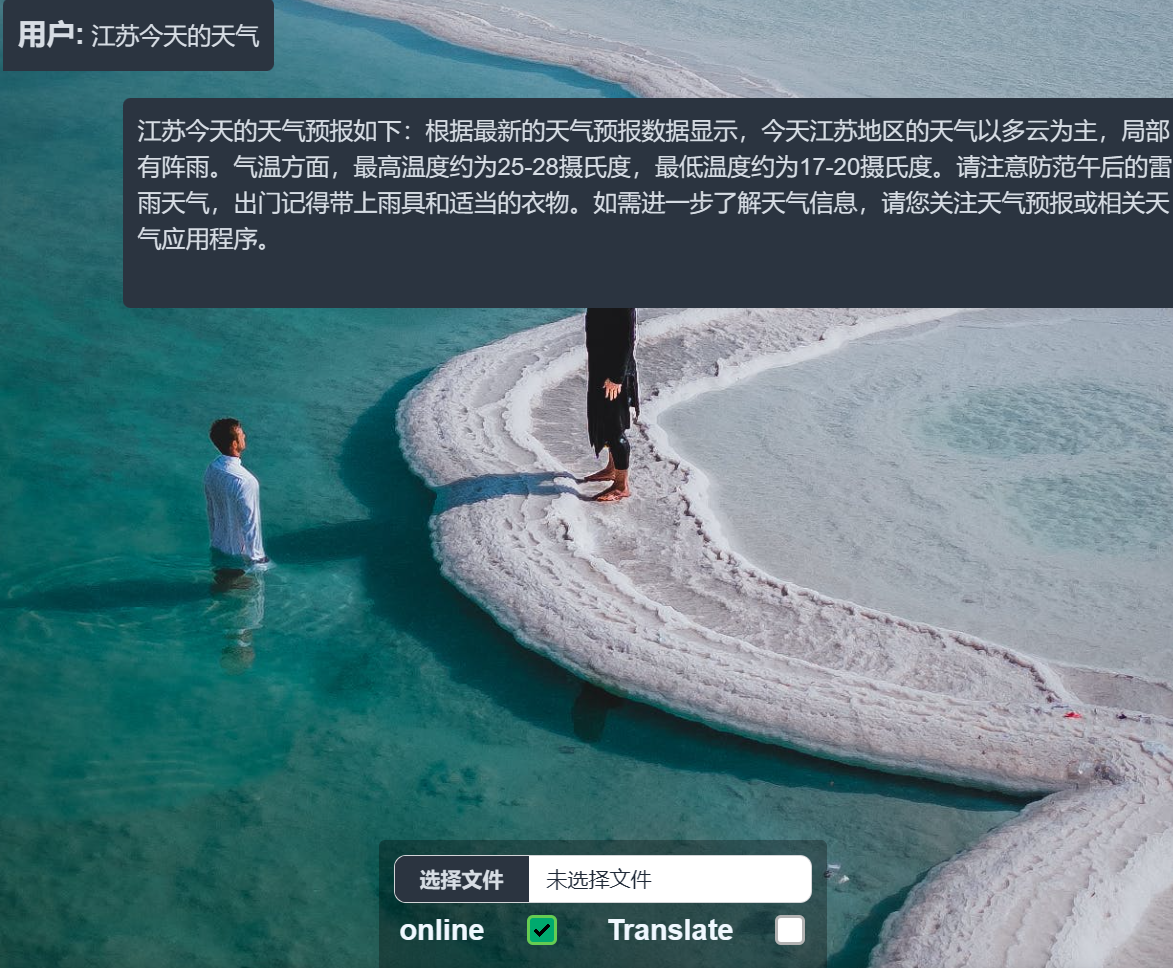 用户: 江苏今天的天气
江苏今天的天气预报如下：根据最新的天气预报数据显示，今天江苏地区的天气以多云为主，局部
有阵雨。气温方面，最高温度约为25-28摄氏度，最低温度约为17-20摄氏度。请注意防范午后的雷
雨天气，出门记得带上雨具和适当的衣物。如需进一步了解天气信息，请您关注天气预报或相关天
气应用程序。
选择文件 未选择文件
online Translate